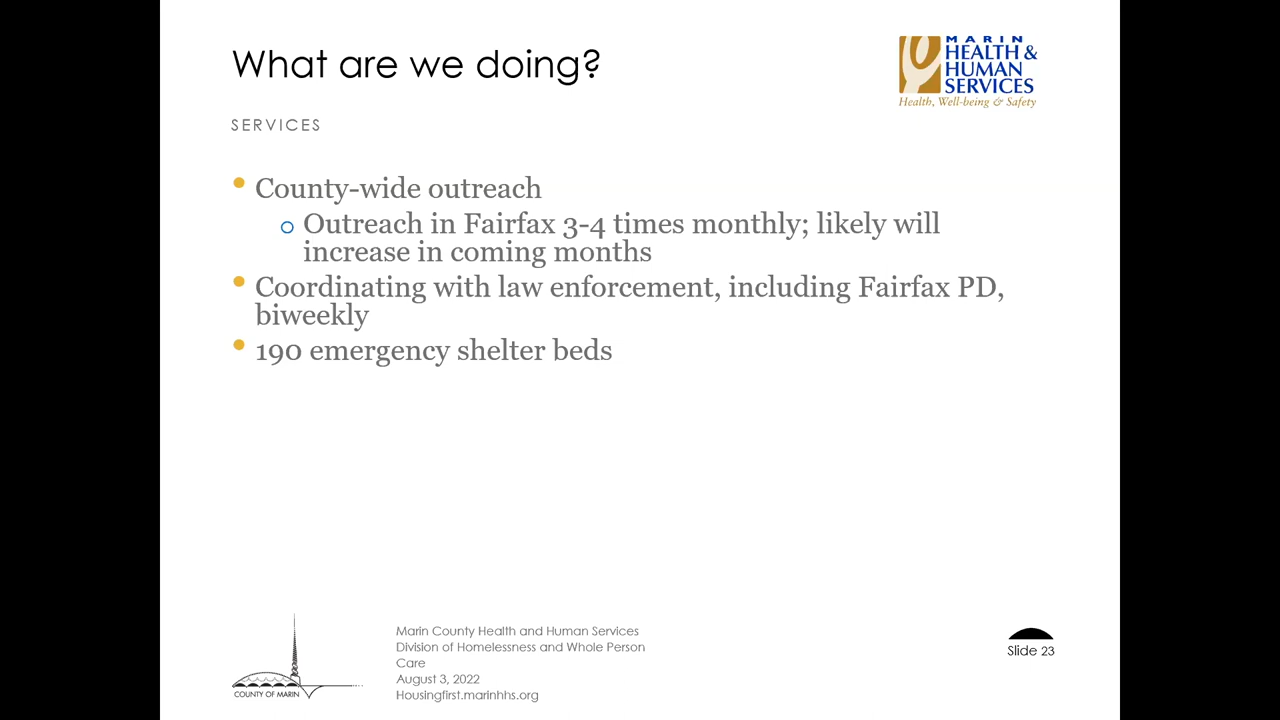 What are we doing?
MARIN
HEALTH &
HUMAN
SERVICES
Health, Well-being & Safety
SERVICES
• County-wide outreach
o Outreach in Fairfax 3-4 times monthly; likely will
increase in coming months
• Coordinating with law enforcement, including Fairfax PD,
biweekly
• 190 emergency shelter beds
COUNTY OF MARIN
Marin County Health and Human Services
Division of Homelessness and Whole Person
Care
August 3, 2022
Housingfirst.marinhhs.org
Slide 23